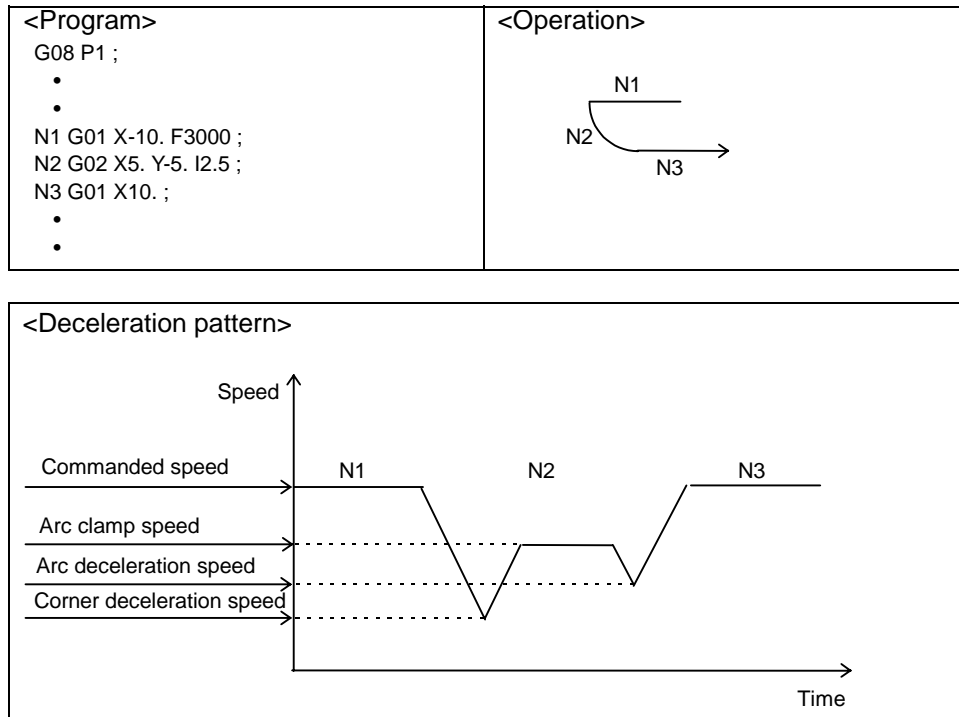 <Program>
G08 P1 ;
•
•
N1 G01 X-10. F3000 ;
N2 G02 X5. Y-5. I2.5 ;
N3 G01 X10. ;
•
•
<Operation>
N1
N2
N3
<Deceleration pattern>
Speed
Commanded speed
N1
N2
N3
Arc clamp speed
Arc deceleration speed
Corner deceleration speed
Time